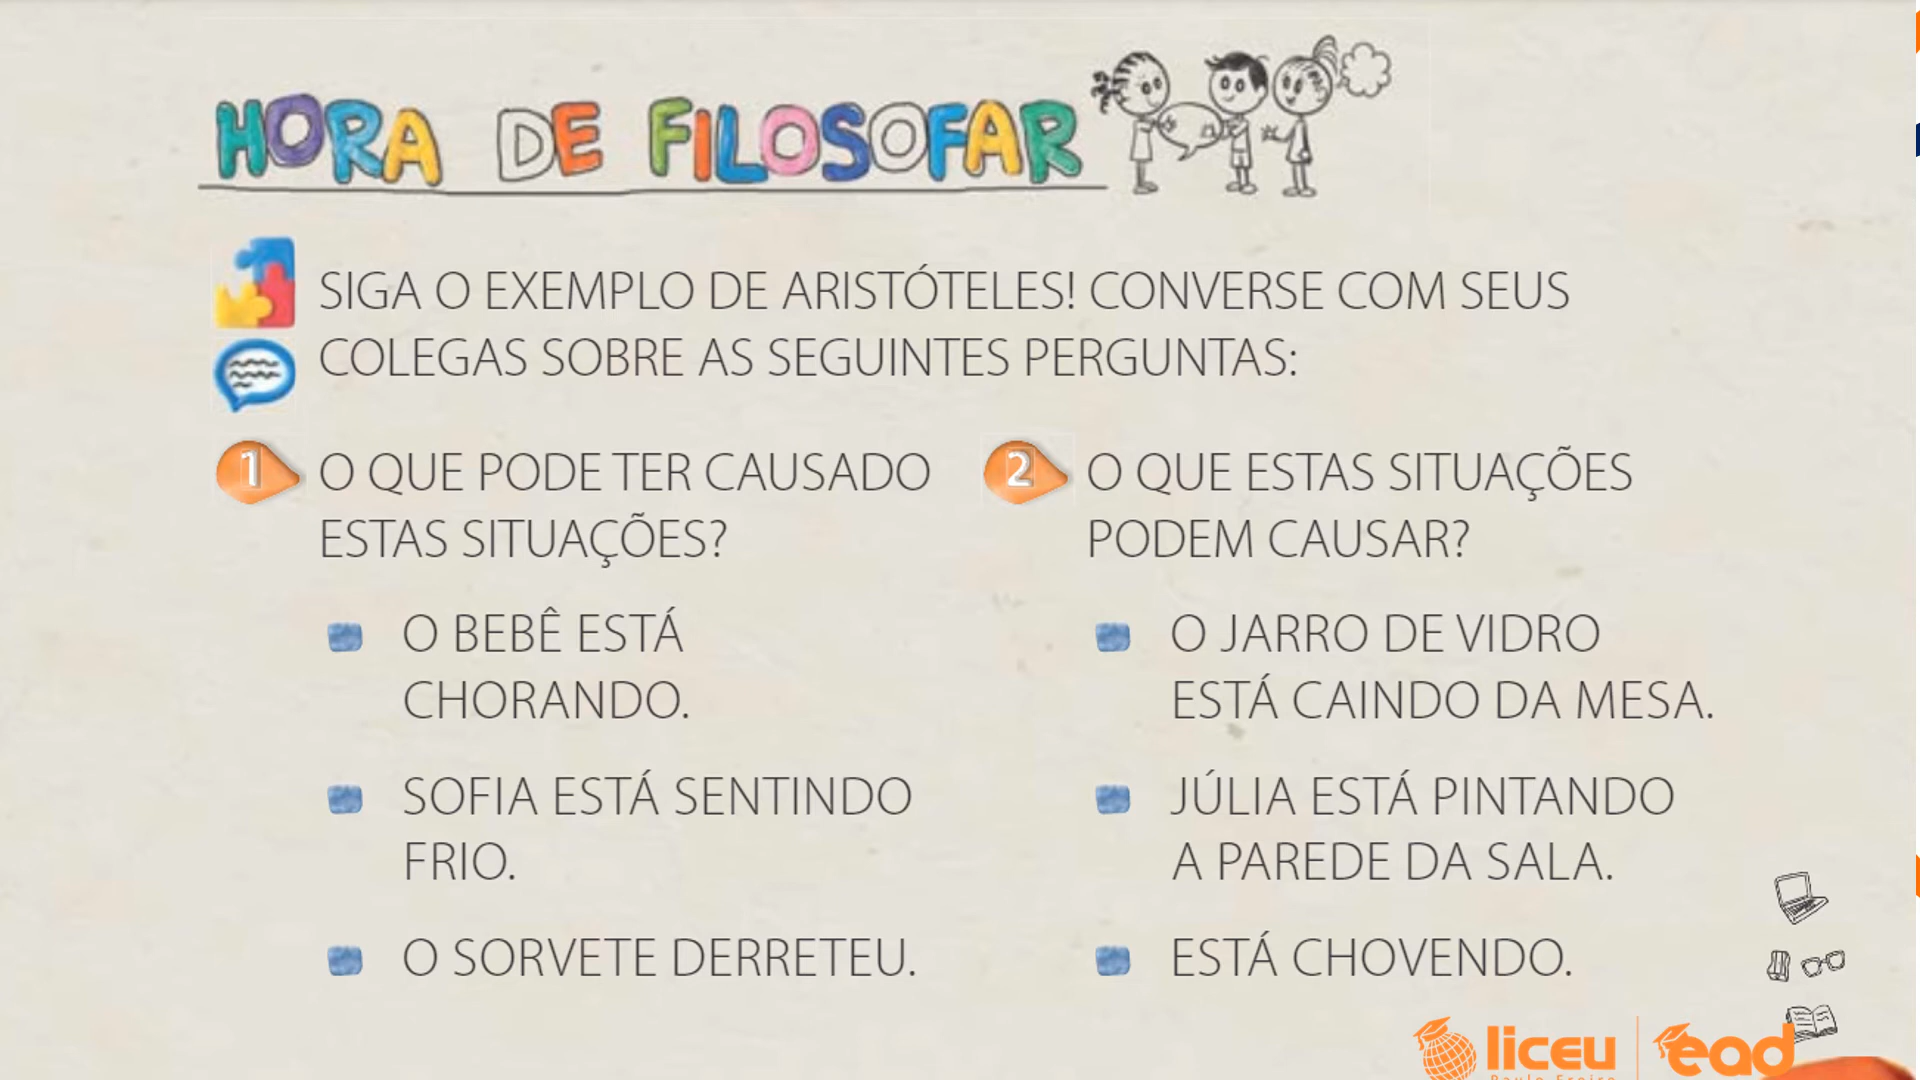 HORA DE FILOSOFAR
SIGA O EXEMPLO DE ARISTÓTELES! CONVERSE COM SEUS
COLEGAS SOBRE AS SEGUINTES PERGUNTAS:
1 O QUE PODE TER CAUSADO
ESTAS SITUAÇÕES?
O BEBÊ ESTÁ
CHORANDO.
SOFIA ESTÁ SENTINDO
FRIO.
O SORVETE DERRETEU.
2 O QUE ESTAS SITUAÇÕES
PODEM CAUSAR?
O JARRO DE VIDRO
ESTÁ CAINDO DA MESA.
JÚLIA ESTÁ PINTANDO
A PAREDE DA SALA.
ESTÁ CHOVENDO.
liceu
Paulo Freire
ead